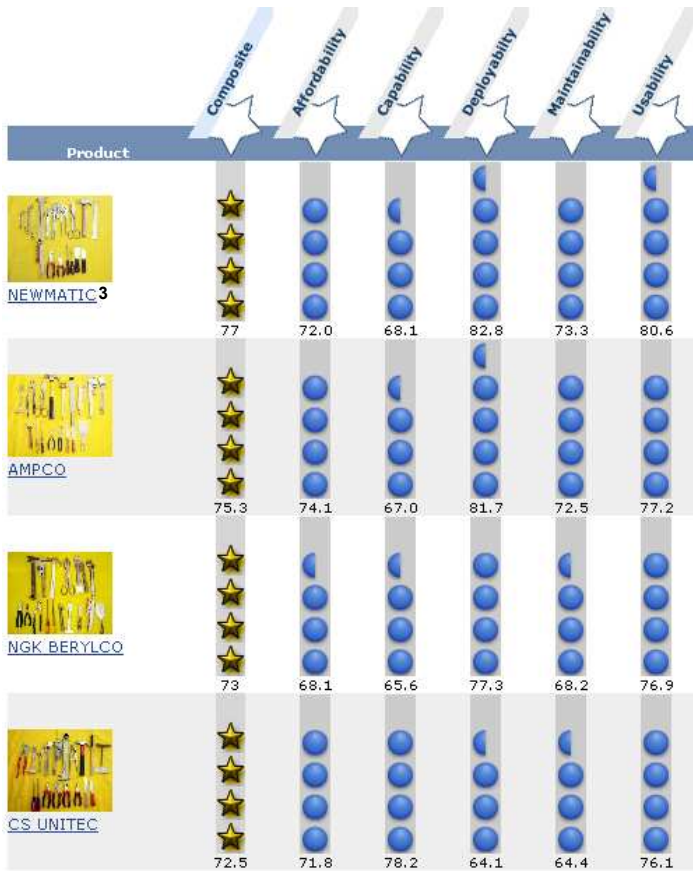 Composite
Affordability
Capability
Deployability
Maintainability
Usability
Product
NEWMATIC3
77 72.0 68.1 82.8 73.3 80.6
AMPCO
75.3 74.1 67.0 81.7 72.5 77.2
NGK BERYLCO
73 68.1 65.6 77.3 68.2 76.9
CS UNITEC
72.5 71.8 78.2 64.1 64.4 76.1